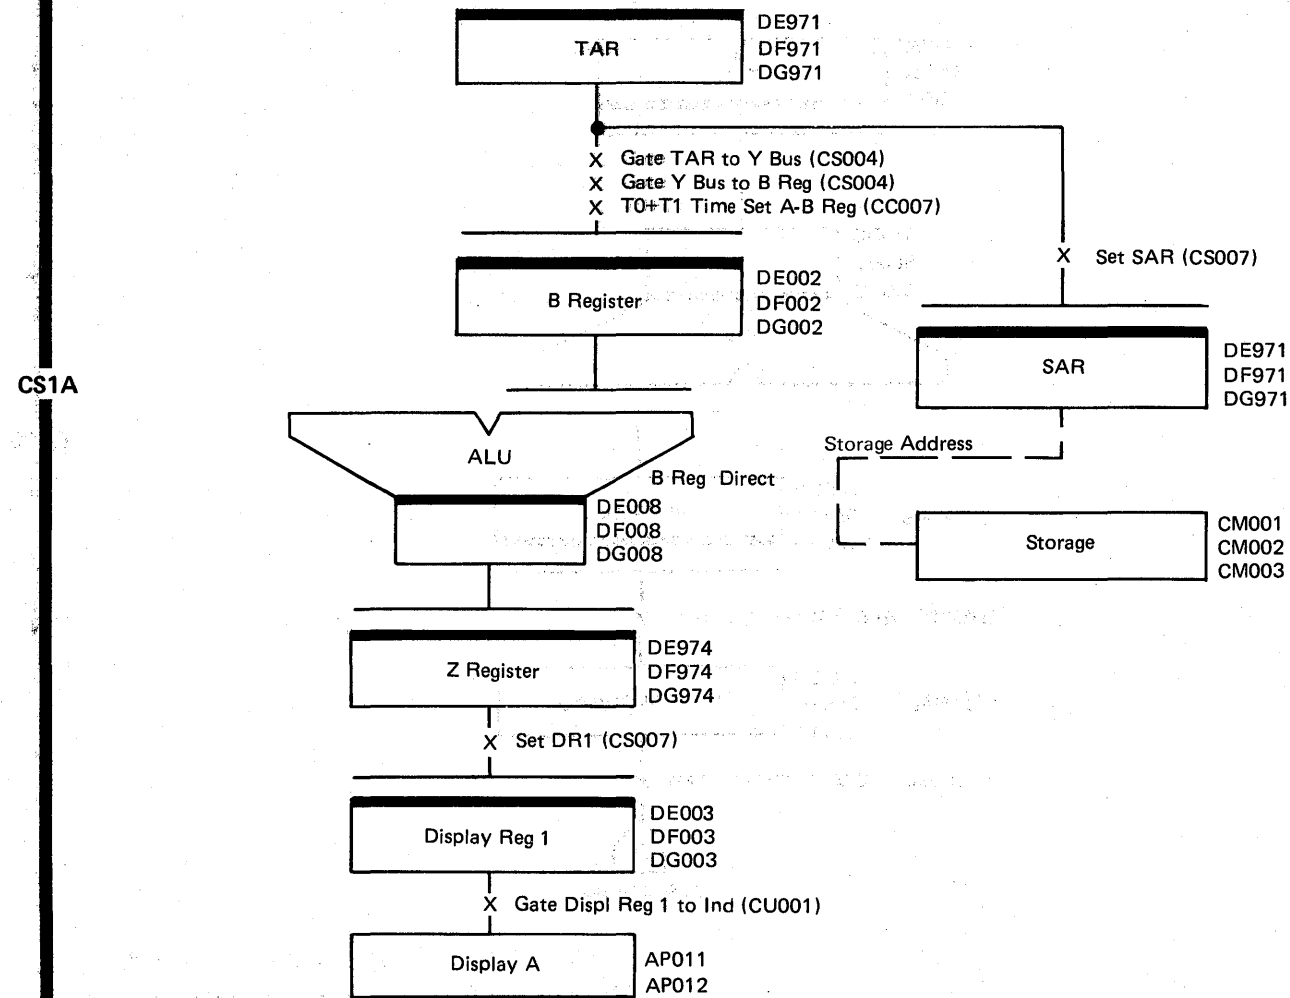 TAR
DE971
DF971
DG971
X Gate TAR to Y Bus (CS004)
X Gate Y Bus to B Reg (CS004)
X T0+T1 Time Set A-B Reg (CC007)
X Set SAR (CS007)
B Register
DE002
DF002
DG002
SAR
DE971
DF971
DG971
CS1A
ALU
B Reg Direct
Storage Address
DE008
DF008
DG008
Storage
CM001
CM002
CM003
Z Register
DE974
DF974
DG974
X Set DR1 (CS007)
Display Reg 1
DE003
DF003
DG003
X Gate Displ Reg 1 to Ind (CU001)
Display A
AP011
AP012